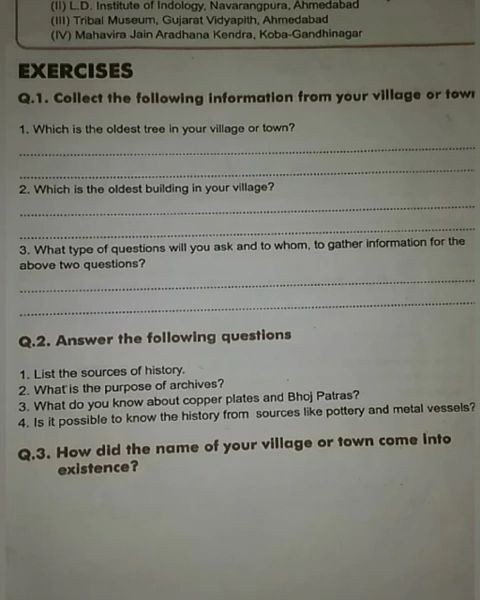 (II) L.D. Institute of Indology, Navarangpura, Ahmedabad
(III) Tribal Museum, Gujarat Vidyapith, Ahmedabad
(IV) Mahavira Jain Aradhana Kendra, Koba-Gandhinagar
EXERCISES
Q.1. Collect the following information from your village or town
1. Which is the oldest tree in your village or town?
2. Which is the oldest building in your village?
3. What type of questions will you ask and to whom, to gather information for the
above two questions?
Q.2. Answer the following questions
1. List the sources of history.
2. What is the purpose of archives?
3. What do you know about copper plates and Bhoj Patras?
4. Is it possible to know the history from sources like pottery and metal vessels?
Q.3. How did the name of your village or town come into
existence?